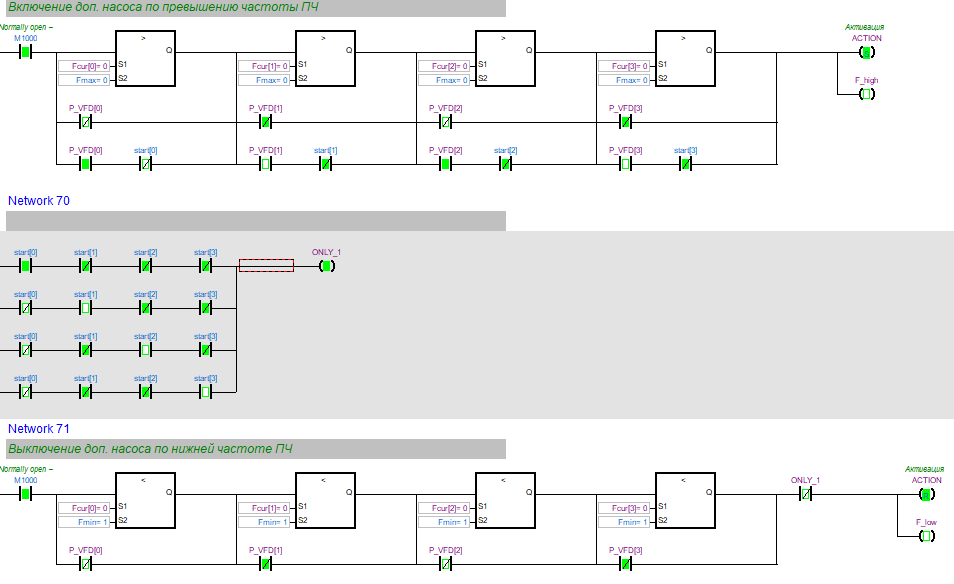 Включение доп. насоса по превышению частоты ПЧ
Normally open –
Активация
M1000
ACTION
> > > >
Q Q Q Q
R
Fcur[0]= 0 S1 Fcur[1]= 0 S1 Fcur[2]= 0 S1 Fcur[3]= 0 S1
Fmax= 0 S2 Fmax= 0 S2 Fmax= 0 S2 Fmax= 0 S2
F_high
P_VFD[0] P_VFD[1] P_VFD[2] P_VFD[3]
P_VFD[0] start[0] P_VFD[1] start[1] P_VFD[2] start[2] P_VFD[3] start[3]
Network 70
start[0] start[1] start[2] start[3] ONLY_1
start[0] start[1] start[2] start[3]
start[0] start[1] start[2] start[3]
start[0] start[1] start[2] start[3]
Network 71
Выключение доп. насоса по нижней частоте ПЧ
Normally open –
Активация
M1000 ONLY_1 ACTION
< < < <
Q Q Q Q
Fcur[0]= 0 S1 Fcur[1]= 0 S1 Fcur[2]= 0 S1 Fcur[3]= 0 S1
Fmin= 1 S2 Fmin= 1 S2 Fmin= 1 S2 Fmin= 1 S2
F_low
P_VFD[0] P_VFD[1] P_VFD[2] P_VFD[3]